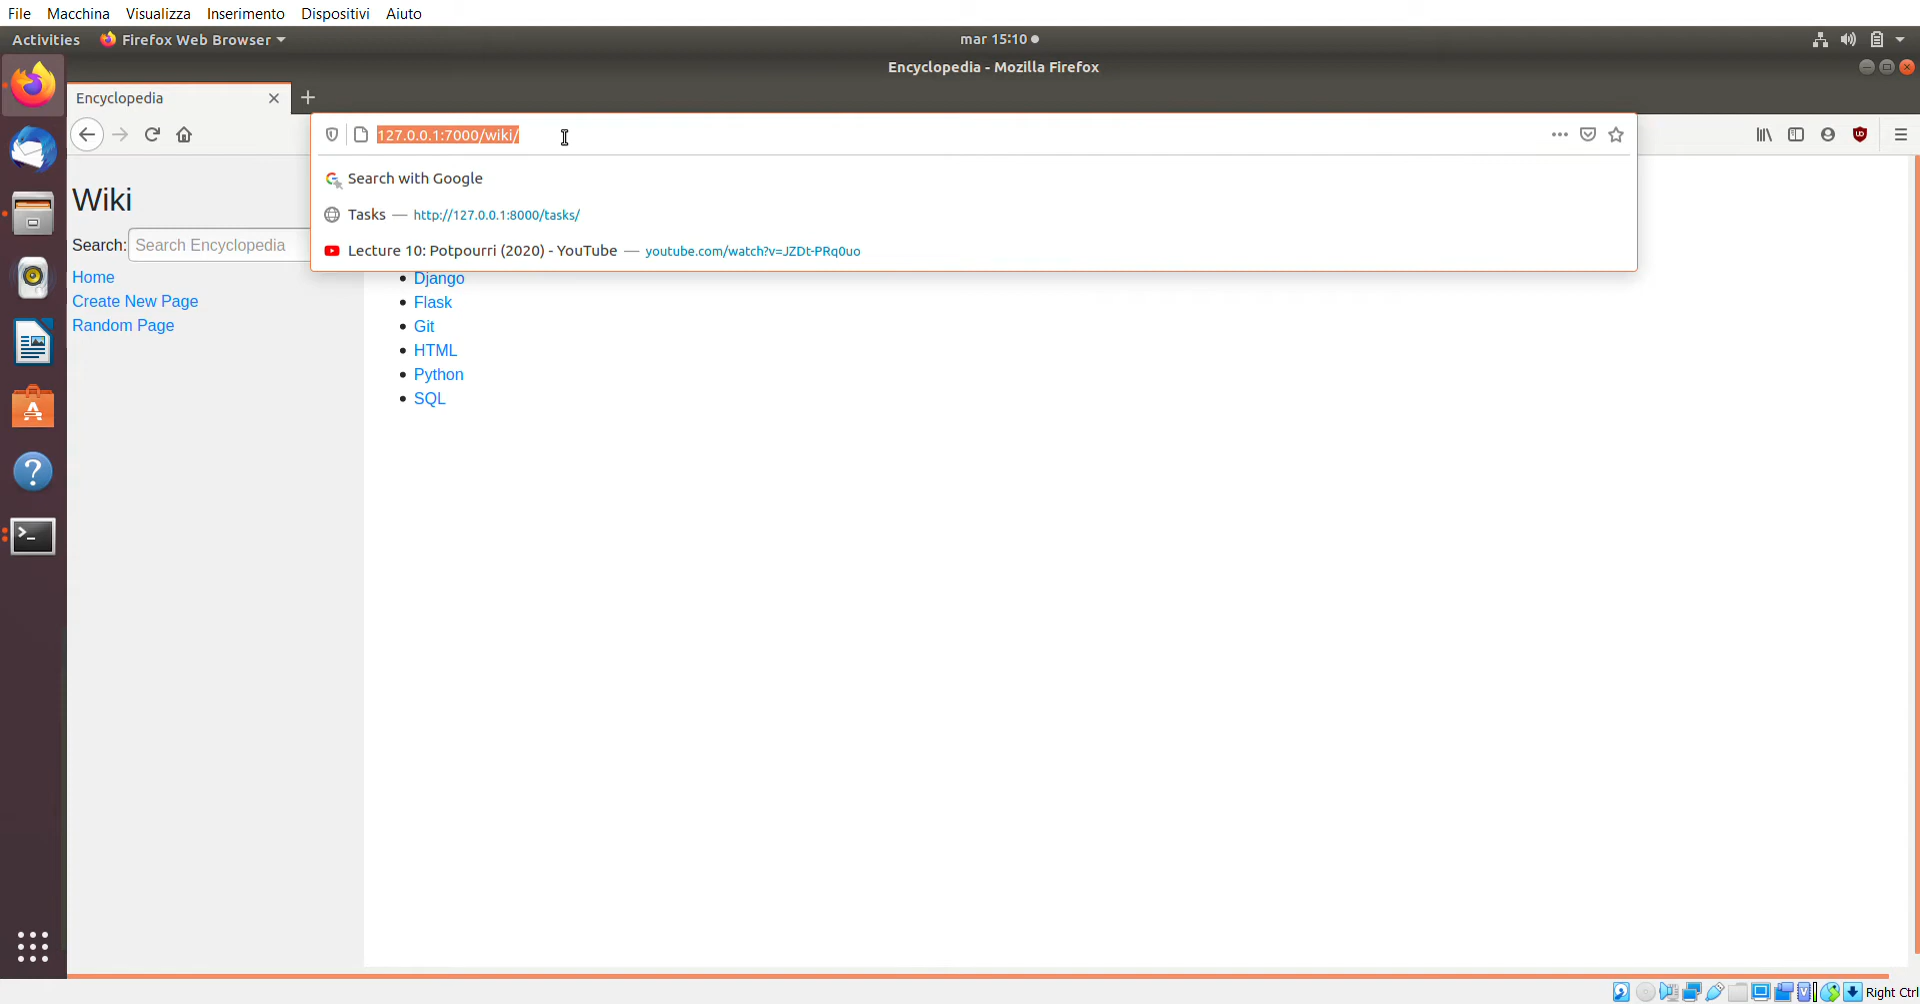 File Macchina Visualizza Inserimento Dispositivi Aiuto
Activities Firefox Web Browser mar 15:10
Encyclopedia - Mozilla Firefox
Encyclopedia
127.0.0.1:7000/wiki/
Search with Google
Tasks — http://127.0.0.1:8000/tasks/
Lecture 10: Potpourri (2020) - YouTube — youtube.com/watch?v=JZDt-PRq0uo
Wiki
Search: Search Encyclopedia
Home
Create New Page
Random Page
Django
Flask
Git
HTML
Python
SQL
Right Ctrl